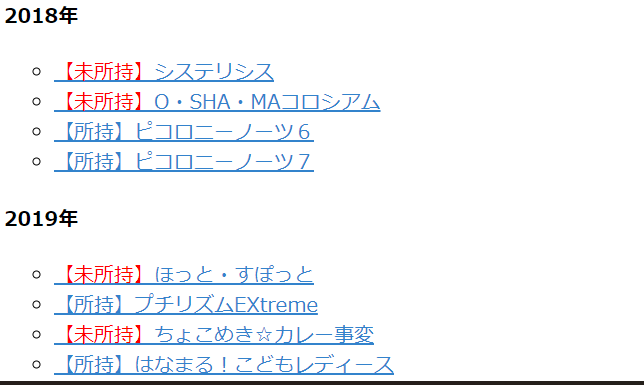 2018年
【未所持】システリシス
【未所持】O・SHA・MAコロシアム
【所持】ピコロニーノーツ６
【所持】ピコロニーノーツ７
2019年
【未所持】ほっと・すぽっと
【所持】プチリズムEXtreme
【未所持】ちょこめき☆カレー事変
【所持】はなまる！こどもレディース